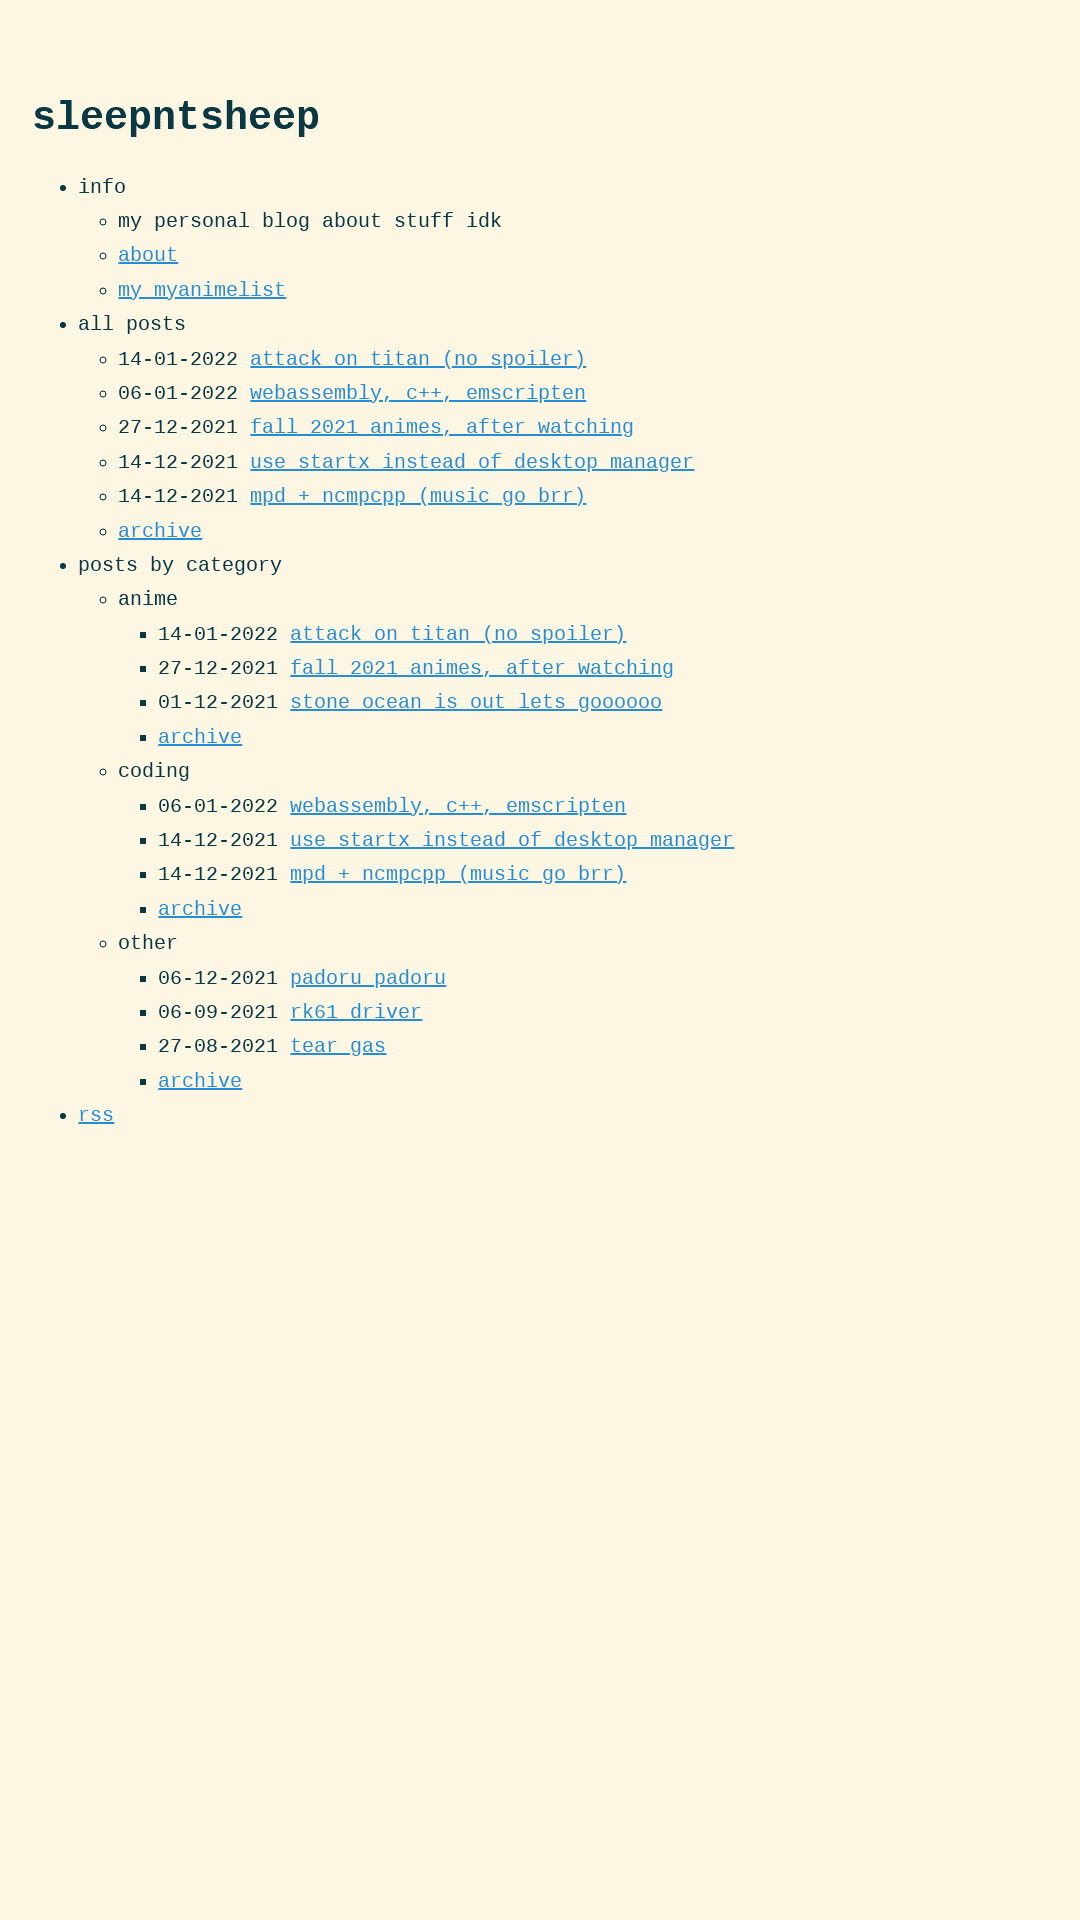 sleepntsheep
info
my personal blog about stuff idk
about
my myanimelist
all posts
14-01-2022 attack on titan (no spoiler)
06-01-2022 webassembly, c++, emscripten
27-12-2021 fall 2021 animes, after watching
14-12-2021 use startx instead of desktop manager
14-12-2021 mpd + ncmpcpp (music go brr)
archive
posts by category
anime
14-01-2022 attack on titan (no spoiler)
27-12-2021 fall 2021 animes, after watching
01-12-2021 stone ocean is out lets goooooo
archive
coding
06-01-2022 webassembly, c++, emscripten
14-12-2021 use startx instead of desktop manager
14-12-2021 mpd + ncmpcpp (music go brr)
archive
other
06-12-2021 padoru padoru
06-09-2021 rk61 driver
27-08-2021 tear gas
archive
rss